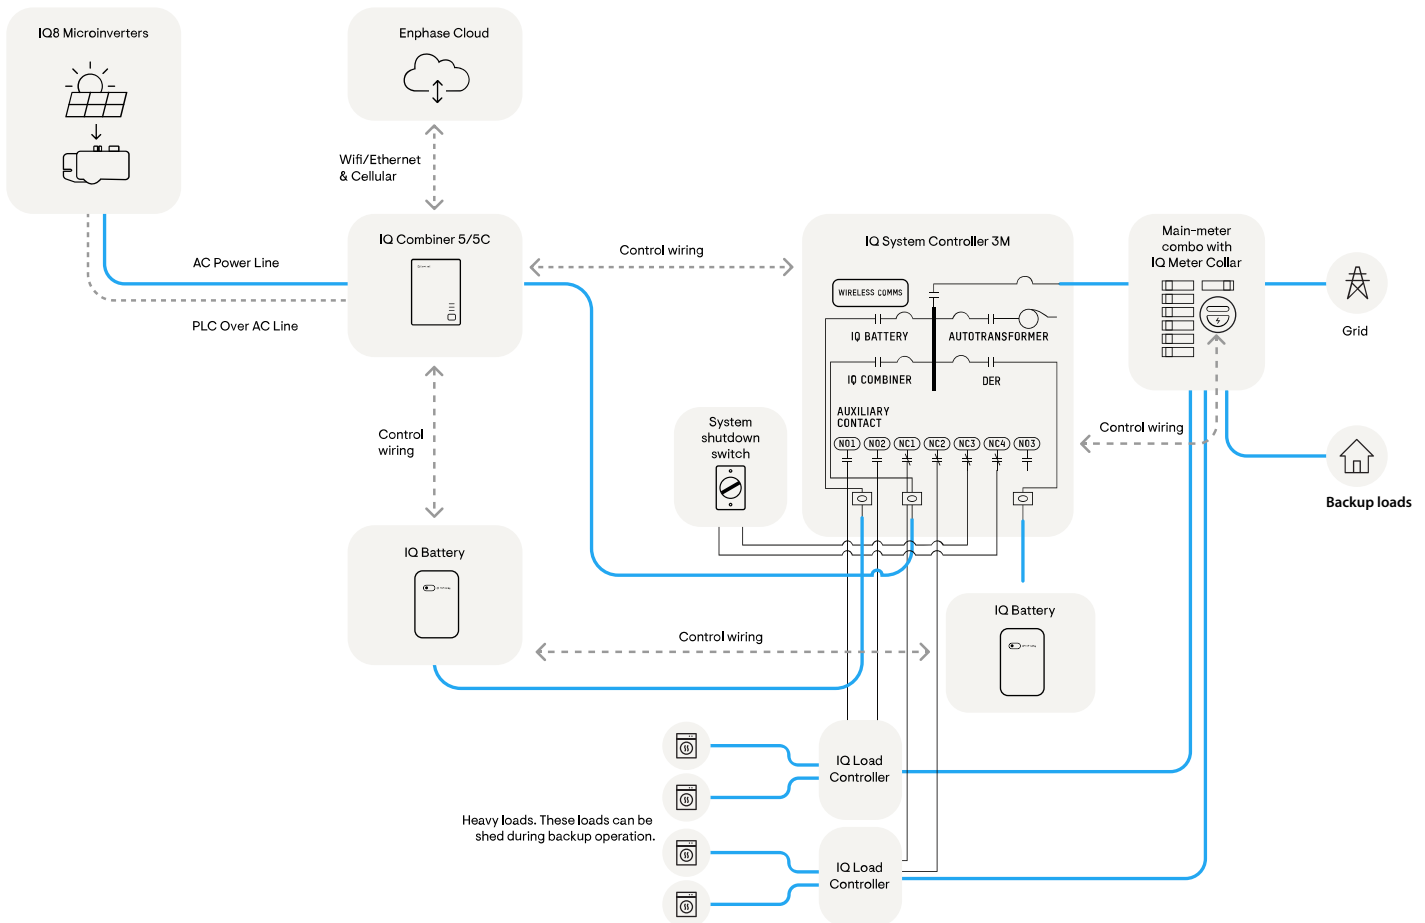 IQ8 Microinverters
Enphase Cloud
Wifi/Ethernet
& Cellular
IQ Combiner 5/5C
AC Power Line
PLC Over AC Line
Control wiring
IQ System Controller 3M
WIRELESS COMMS
IQ BATTERY
AUTOTRANSFORMER
IQ COMBINER
DER
AUXILIARY
CONTACT
NO1
NO2
NC1
NC2
NC3
NC4
NO3
Main-meter
combo with
IQ Meter Collar
Grid
Control wiring
Backup loads
System
shutdown
switch
Control
wiring
IQ Battery
Control wiring
IQ Battery
IQ Load
Controller
Heavy loads. These loads can be
shed during backup operation.
IQ Load
Controller